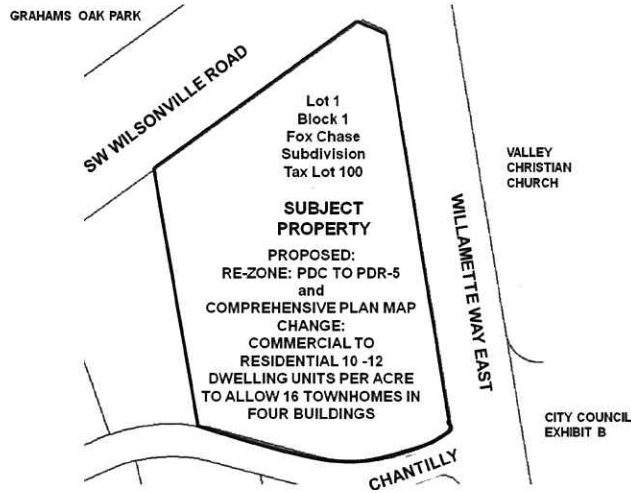 GRAHAMS OAK PARK
SW WILSONVILLE ROAD
Lot 1
Block 1
Fox Chase
Subdivision
Tax Lot 100
SUBJECT
PROPERTY
PROPOSED:
RE-ZONE: PDC TO PDR-5
and
COMPREHENSIVE PLAN MAP
CHANGE:
COMMERCIAL TO
RESIDENTIAL 10 -12
DWELLING UNITS PER ACRE
TO ALLOW 16 TOWNHOMES IN
FOUR BUILDINGS
WILLAMETTE WAY EAST
VALLEY
CHRISTIAN
CHURCH
CITY COUNCIL
EXHIBIT B
CHANTILLY